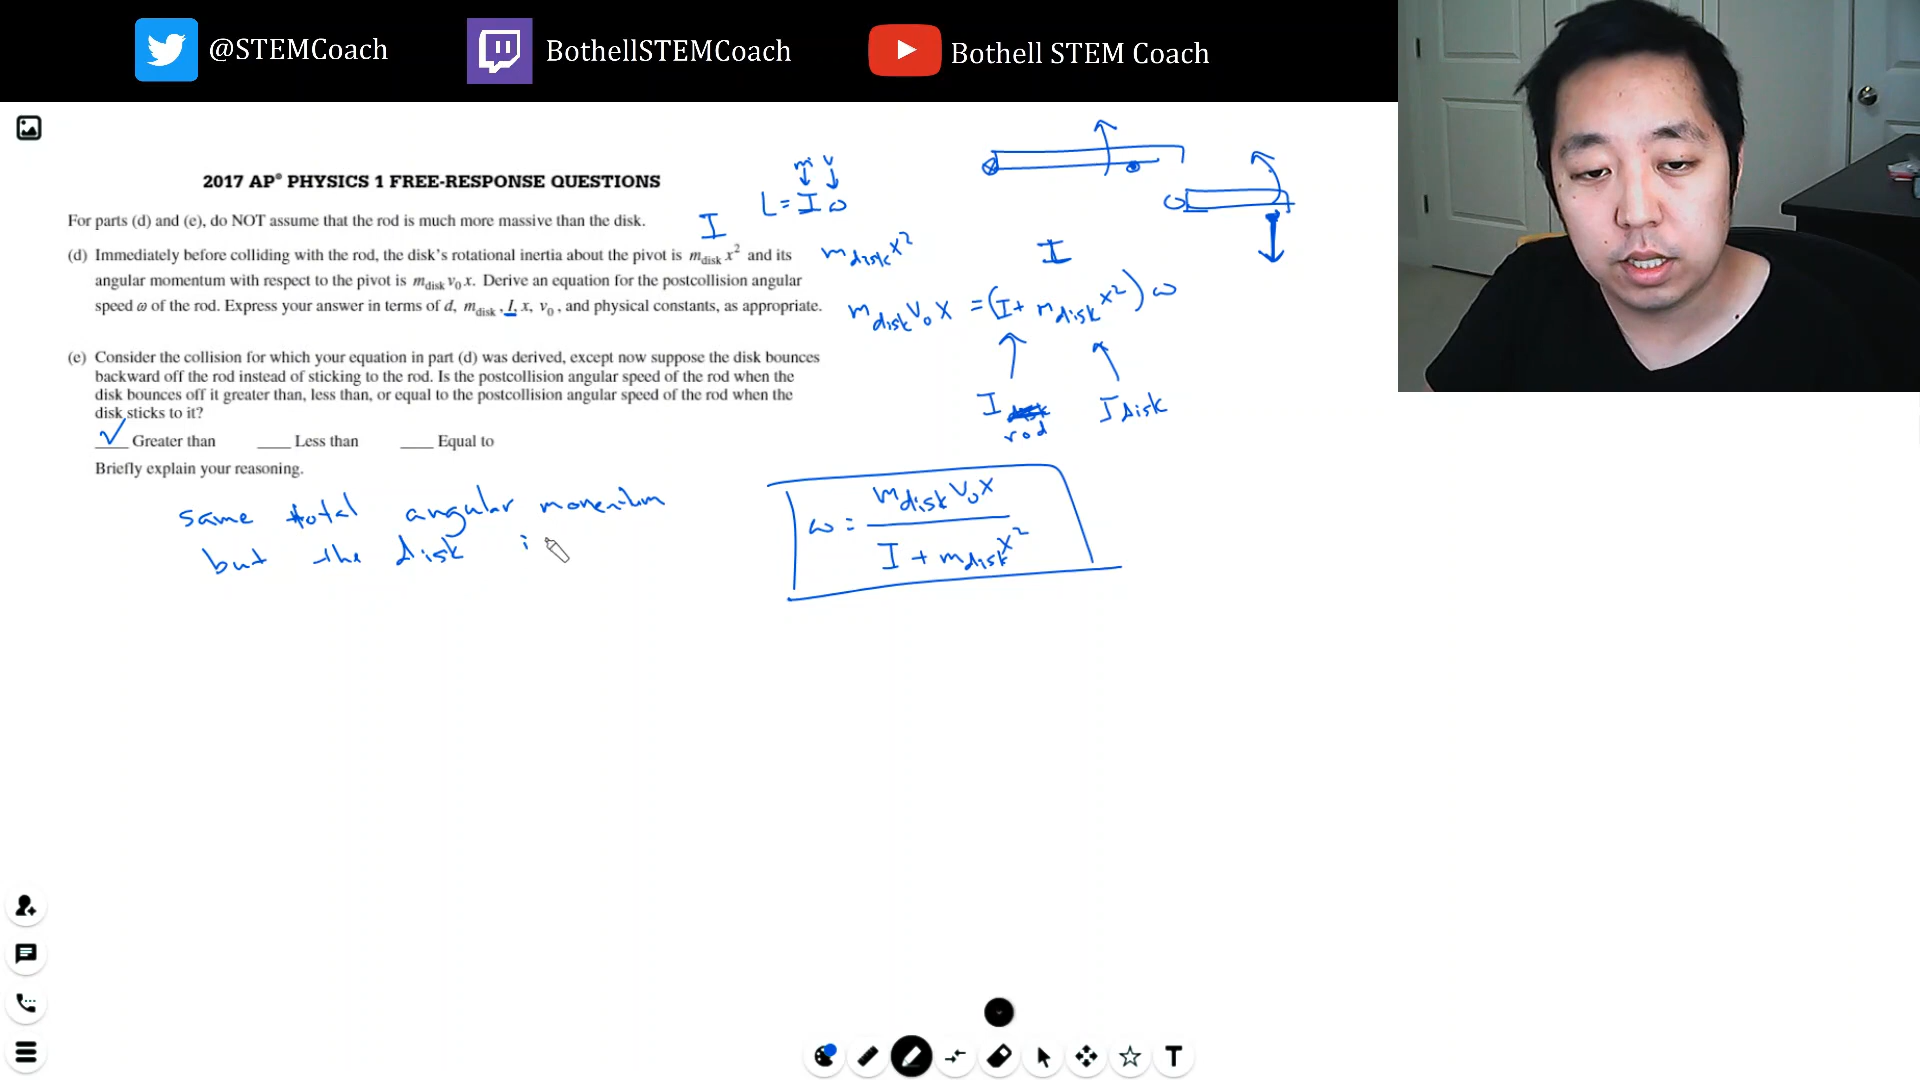 @STEMCoach
BothellSTEMCoach
Bothell STEM Coach
2017 AP® PHYSICS 1 FREE-RESPONSE QUESTIONS
For parts (d) and (e), do NOT assume that the rod is much more massive than the disk.
(d) Immediately before colliding with the rod, the disk's rotational inertia about the pivot is m_disk x² and its
angular momentum with respect to the pivot is m_disk v₀x. Derive an equation for the postcollision angular
speed ω of the rod. Express your answer in terms of d, m_disk, I, x, v₀, and physical constants, as appropriate.
(e) Consider the collision for which your equation in part (d) was derived, except now suppose the disk bounces
backward off the rod instead of sticking to the rod. Is the postcollision angular speed of the rod when the
disk bounces off it greater than, less than, or equal to the postcollision angular speed of the rod when the
disk sticks to it?
✓ Greater than ____ Less than ____ Equal to
Briefly explain your reasoning.
same total angular momentum
but the disk i
I
m v
L = I ω
m_disk x²
I
m_disk v₀ x = (I + m_disk x²) ω
I rod I disk
ω = m_disk v₀ x / I + m_disk x²
T